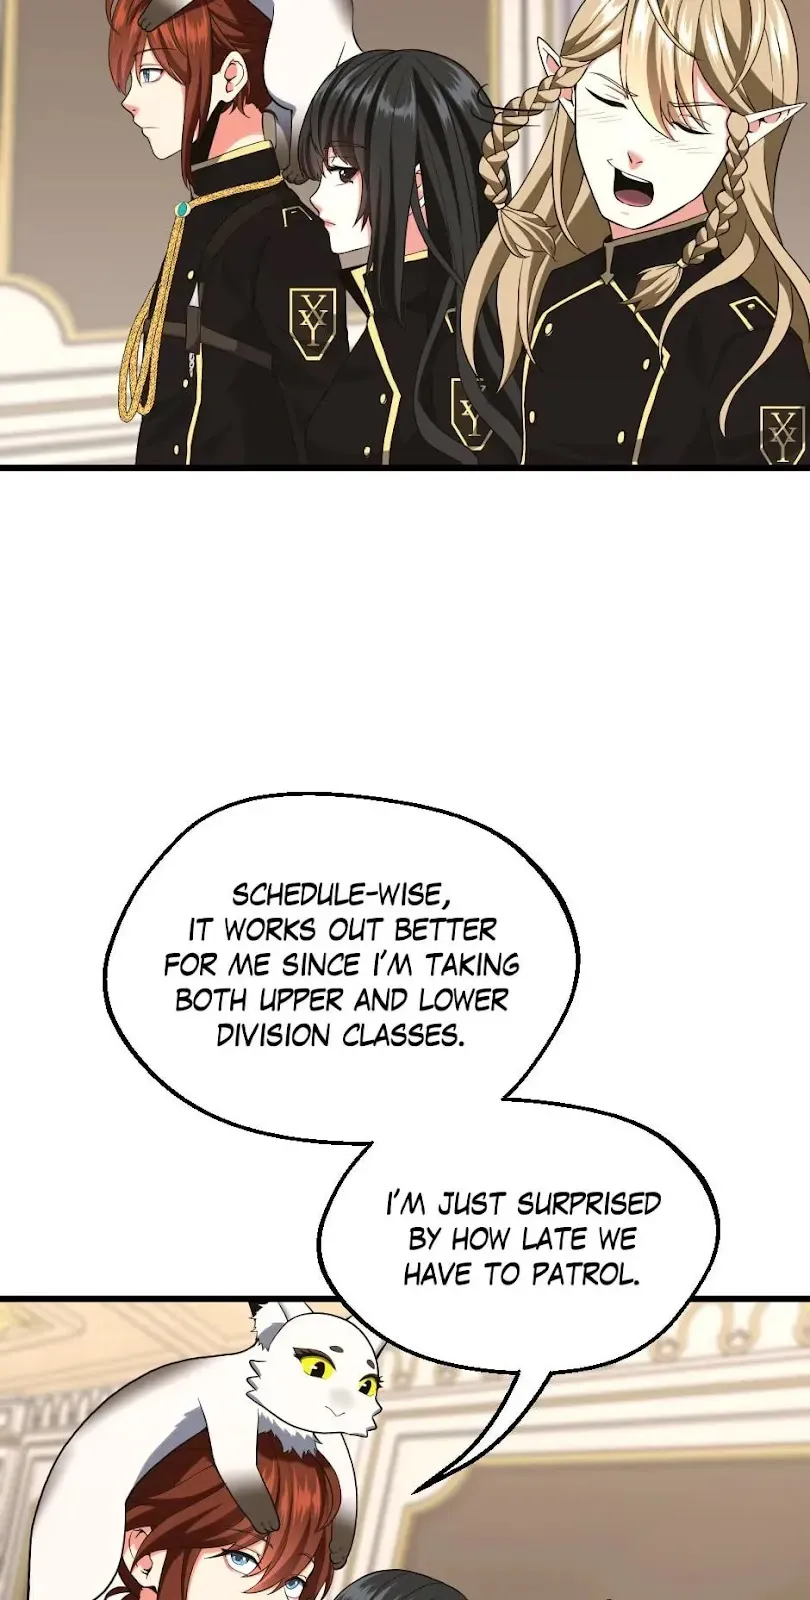 SCHEDULE-WISE,
IT WORKS OUT BETTER
FOR ME SINCE I'M TAKING
BOTH UPPER AND LOWER
DIVISION CLASSES.
I'M JUST SURPRISED
BY HOW LATE WE
HAVE TO PATROL.